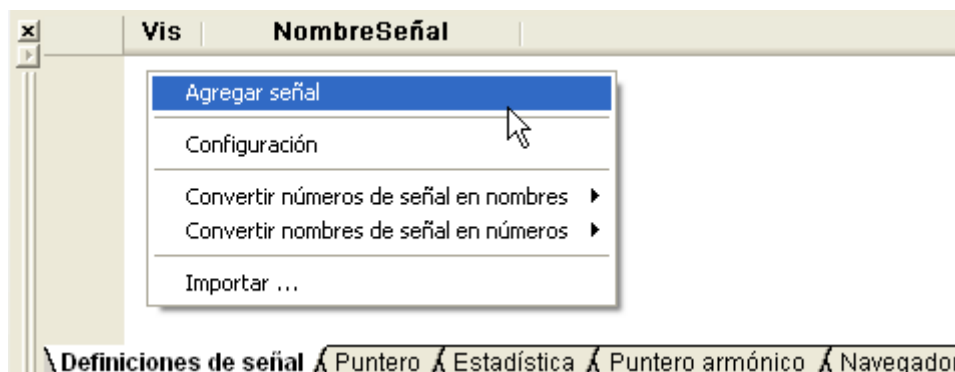 Vis NombreSeñal
Agregar señal
Configuración
Convertir números de señal en nombres
Convertir nombres de señal en números
Importar ...
Definiciones de señal Puntero Estadística Puntero armónico Navegador